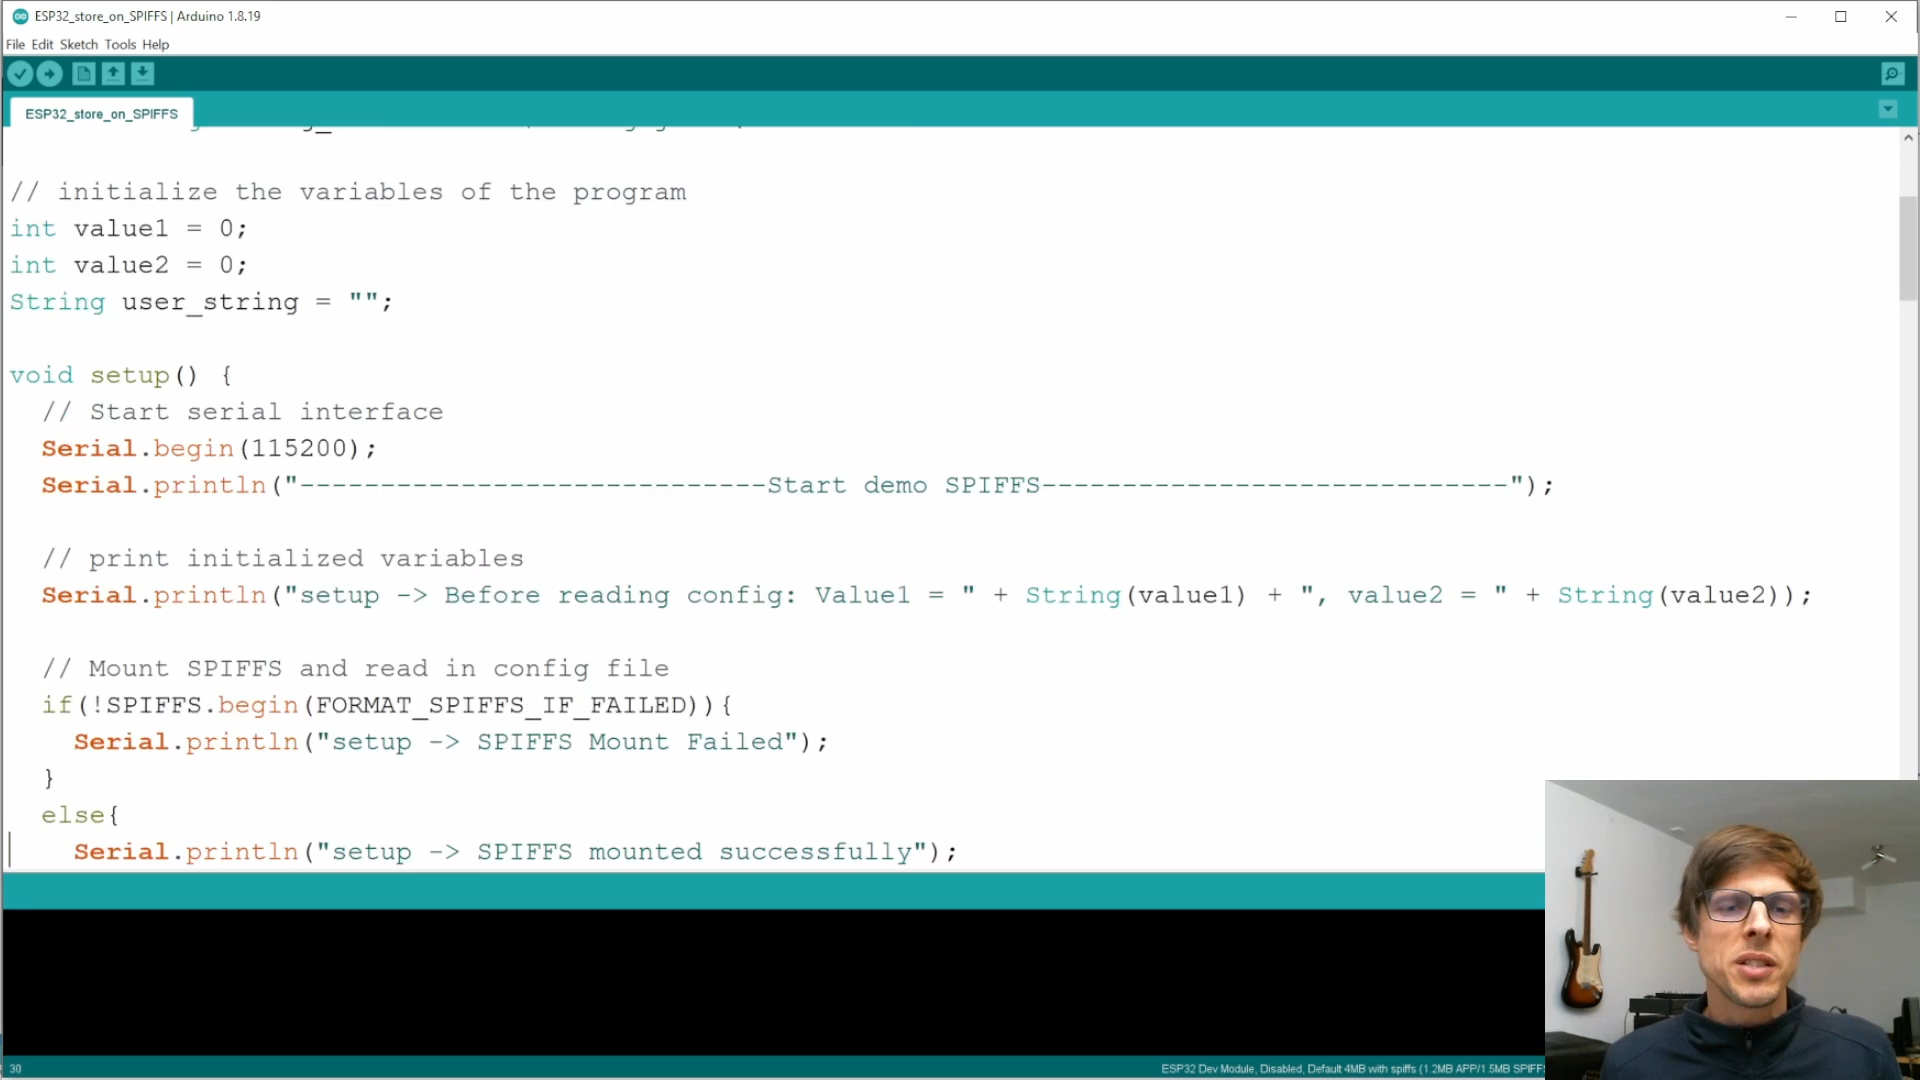 ESP32_store_on_SPIFFS | Arduino 1.8.19
File Edit Sketch Tools Help
ESP32_store_on_SPIFFS
// initialize the variables of the program
int value1 = 0;
int value2 = 0;
String user_string = "";
void setup() {
// Start serial interface
Serial.begin(115200);
Serial.println("-----------------------------Start demo SPIFFS-----------------------------");
// print initialized variables
Serial.println("setup -> Before reading config: Value1 = " + String(value1) + ", value2 = " + String(value2));
// Mount SPIFFS and read in config file
if(!SPIFFS.begin(FORMAT_SPIFFS_IF_FAILED)){
Serial.println("setup -> SPIFFS Mount Failed");
}
else{
Serial.println("setup -> SPIFFS mounted successfully");
30
ESP32 Dev Module, Disabled, Default 4MB with spiffs (1.2MB APP/1.5MB SPIFF